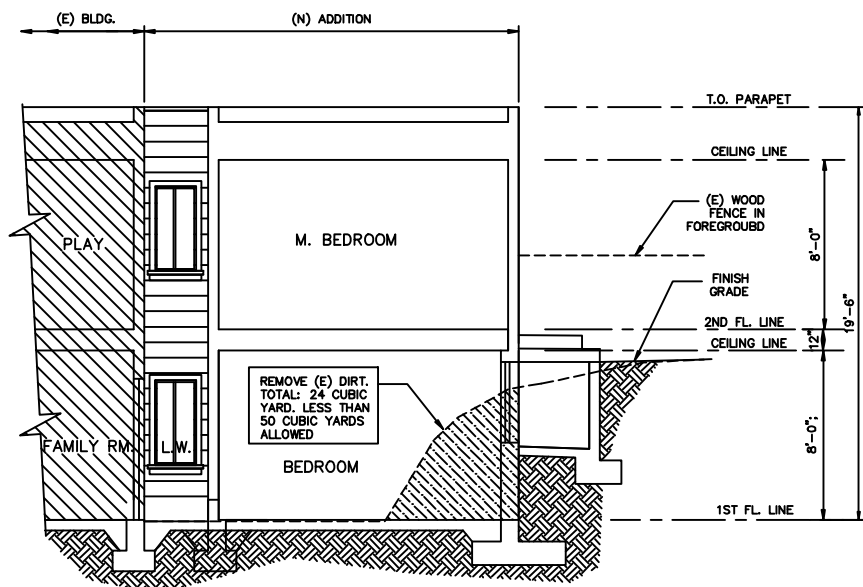 (E) BLDG.
(N) ADDITION
T.O. PARAPET
CEILING LINE
(E) WOOD
FENCE IN
FOREGROUBD
PLAY
M. BEDROOM
8'-0"
FINISH
GRADE
19'-6"
2ND FL. LINE
12"
CEILING LINE
REMOVE (E) DIRT.
TOTAL: 24 CUBIC
YARD. LESS THAN
50 CUBIC YARDS
ALLOWED
FAMILY RM.
L.W.
BEDROOM
8'-0";
1ST FL. LINE